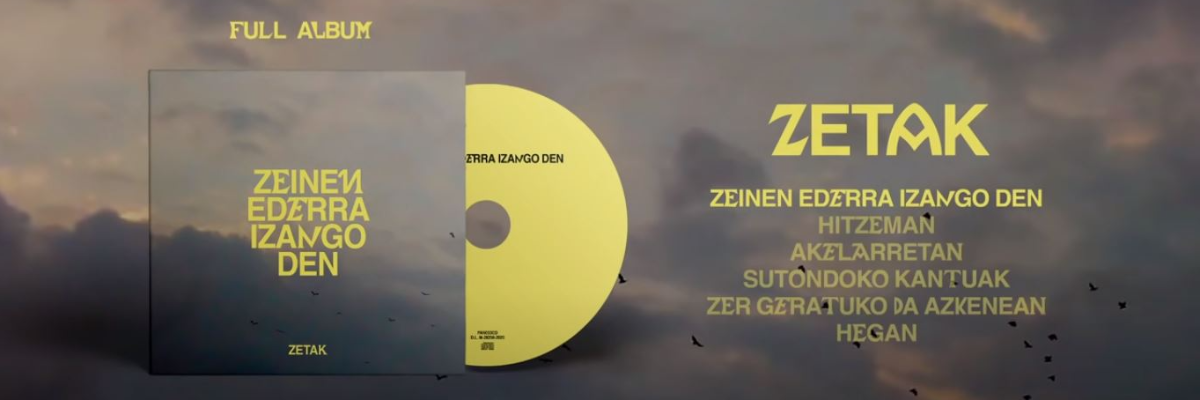 FULL ALBUM
ZEINEN
EDERRA
IZANGO
DEN
ZETAK
ERRA IZANGO DEN
ZETAK
ZEINEN EDERRA IZANGO DEN
HITZEMAN
AKELARRETAN
SUTONDOKO KANTUAK
ZER GERATUKO DA AZKENEAN
HEGAN